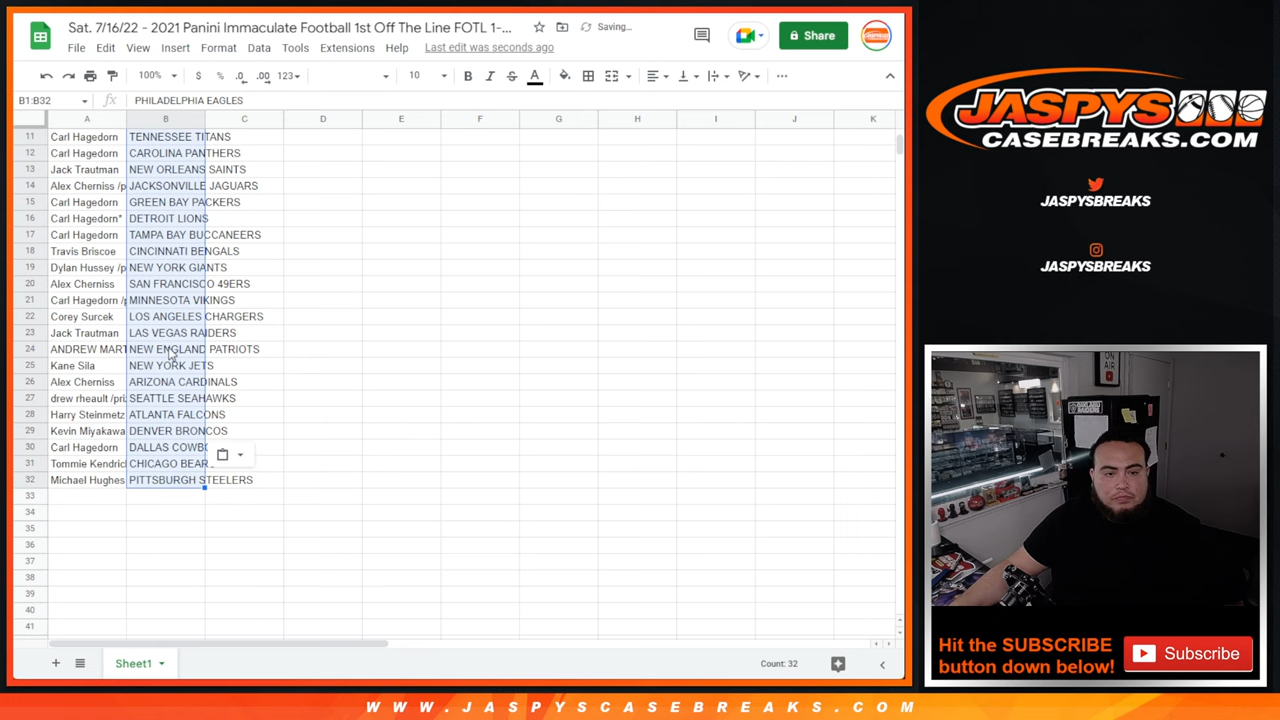 Sat. 7/16/22 - 2021 Panini Immaculate Football 1st Off The Line FOTL 1-...
Saving...
Share
File Edit View Insert Format Data Tools Extensions Help Last edit was seconds ago
100% $ % .0 .00 123 10 B I S A
B1:B32 fx PHILADELPHIA EAGLES
A B C D E F G H I J K
11 Carl Hagedorn TENNESSEE TITANS
12 Carl Hagedorn CAROLINA PANTHERS
13 Jack Trautman NEW ORLEANS SAINTS
14 Alex Cherniss /p JACKSONVILLE JAGUARS
15 Carl Hagedorn GREEN BAY PACKERS
16 Carl Hagedorn* DETROIT LIONS
17 Carl Hagedorn TAMPA BAY BUCCANEERS
18 Travis Briscoe CINCINNATI BENGALS
19 Dylan Hussey /p NEW YORK GIANTS
20 Alex Cherniss SAN FRANCISCO 49ERS
21 Carl Hagedorn /p MINNESOTA VIKINGS
22 Corey Surcek LOS ANGELES CHARGERS
23 Jack Trautman LAS VEGAS RAIDERS
24 ANDREW MART NEW ENGLAND PATRIOTS
25 Kane Sila NEW YORK JETS
26 Alex Cherniss ARIZONA CARDINALS
27 drew rheault /pri SEATTLE SEAHAWKS
28 Harry Steinmetz ATLANTA FALCONS
29 Kevin Miyakawa DENVER BRONCOS
30 Carl Hagedorn DALLAS COWBO
31 Tommie Kendric CHICAGO BEARS
32 Michael Hughes PITTSBURGH STEELERS
33
34
35
36
37
38
39
40
41
Sheet1
Count: 32
JASPYS
CASEBREAKS.COM
JASPYSBREAKS
JASPYSBREAKS
ON AIR
Hit the SUBSCRIBE
button down below!
Subscribe
WWW.JASPYSCASEBREAKS.COM